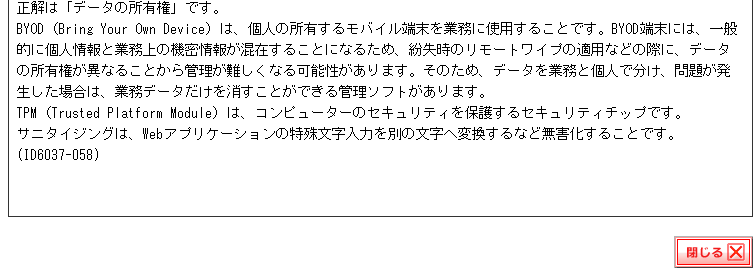 正解は「データの所有権」です。
BYOD (Bring Your Own Device) は、個人の所有するモバイル端末を業務に使用することです。BYOD端末には、一般
的に個人情報と業務上の機密情報が混在することになるため、紛失時のリモートワイプの適用などの際に、データ
の所有権が異なることから管理が難しくなる可能性があります。そのため、データを業務と個人で分け、問題が発
生した場合は、業務データだけを消すことができる管理ソフトがあります。
TPM (Trusted Platform Module) は、コンピューターのセキュリティを保護するセキュリティチップです。
サニタイジングは、Webアプリケーションの特殊文字入力を別の文字へ変換するなど無害化することです。
(ID6037-058)
閉じる